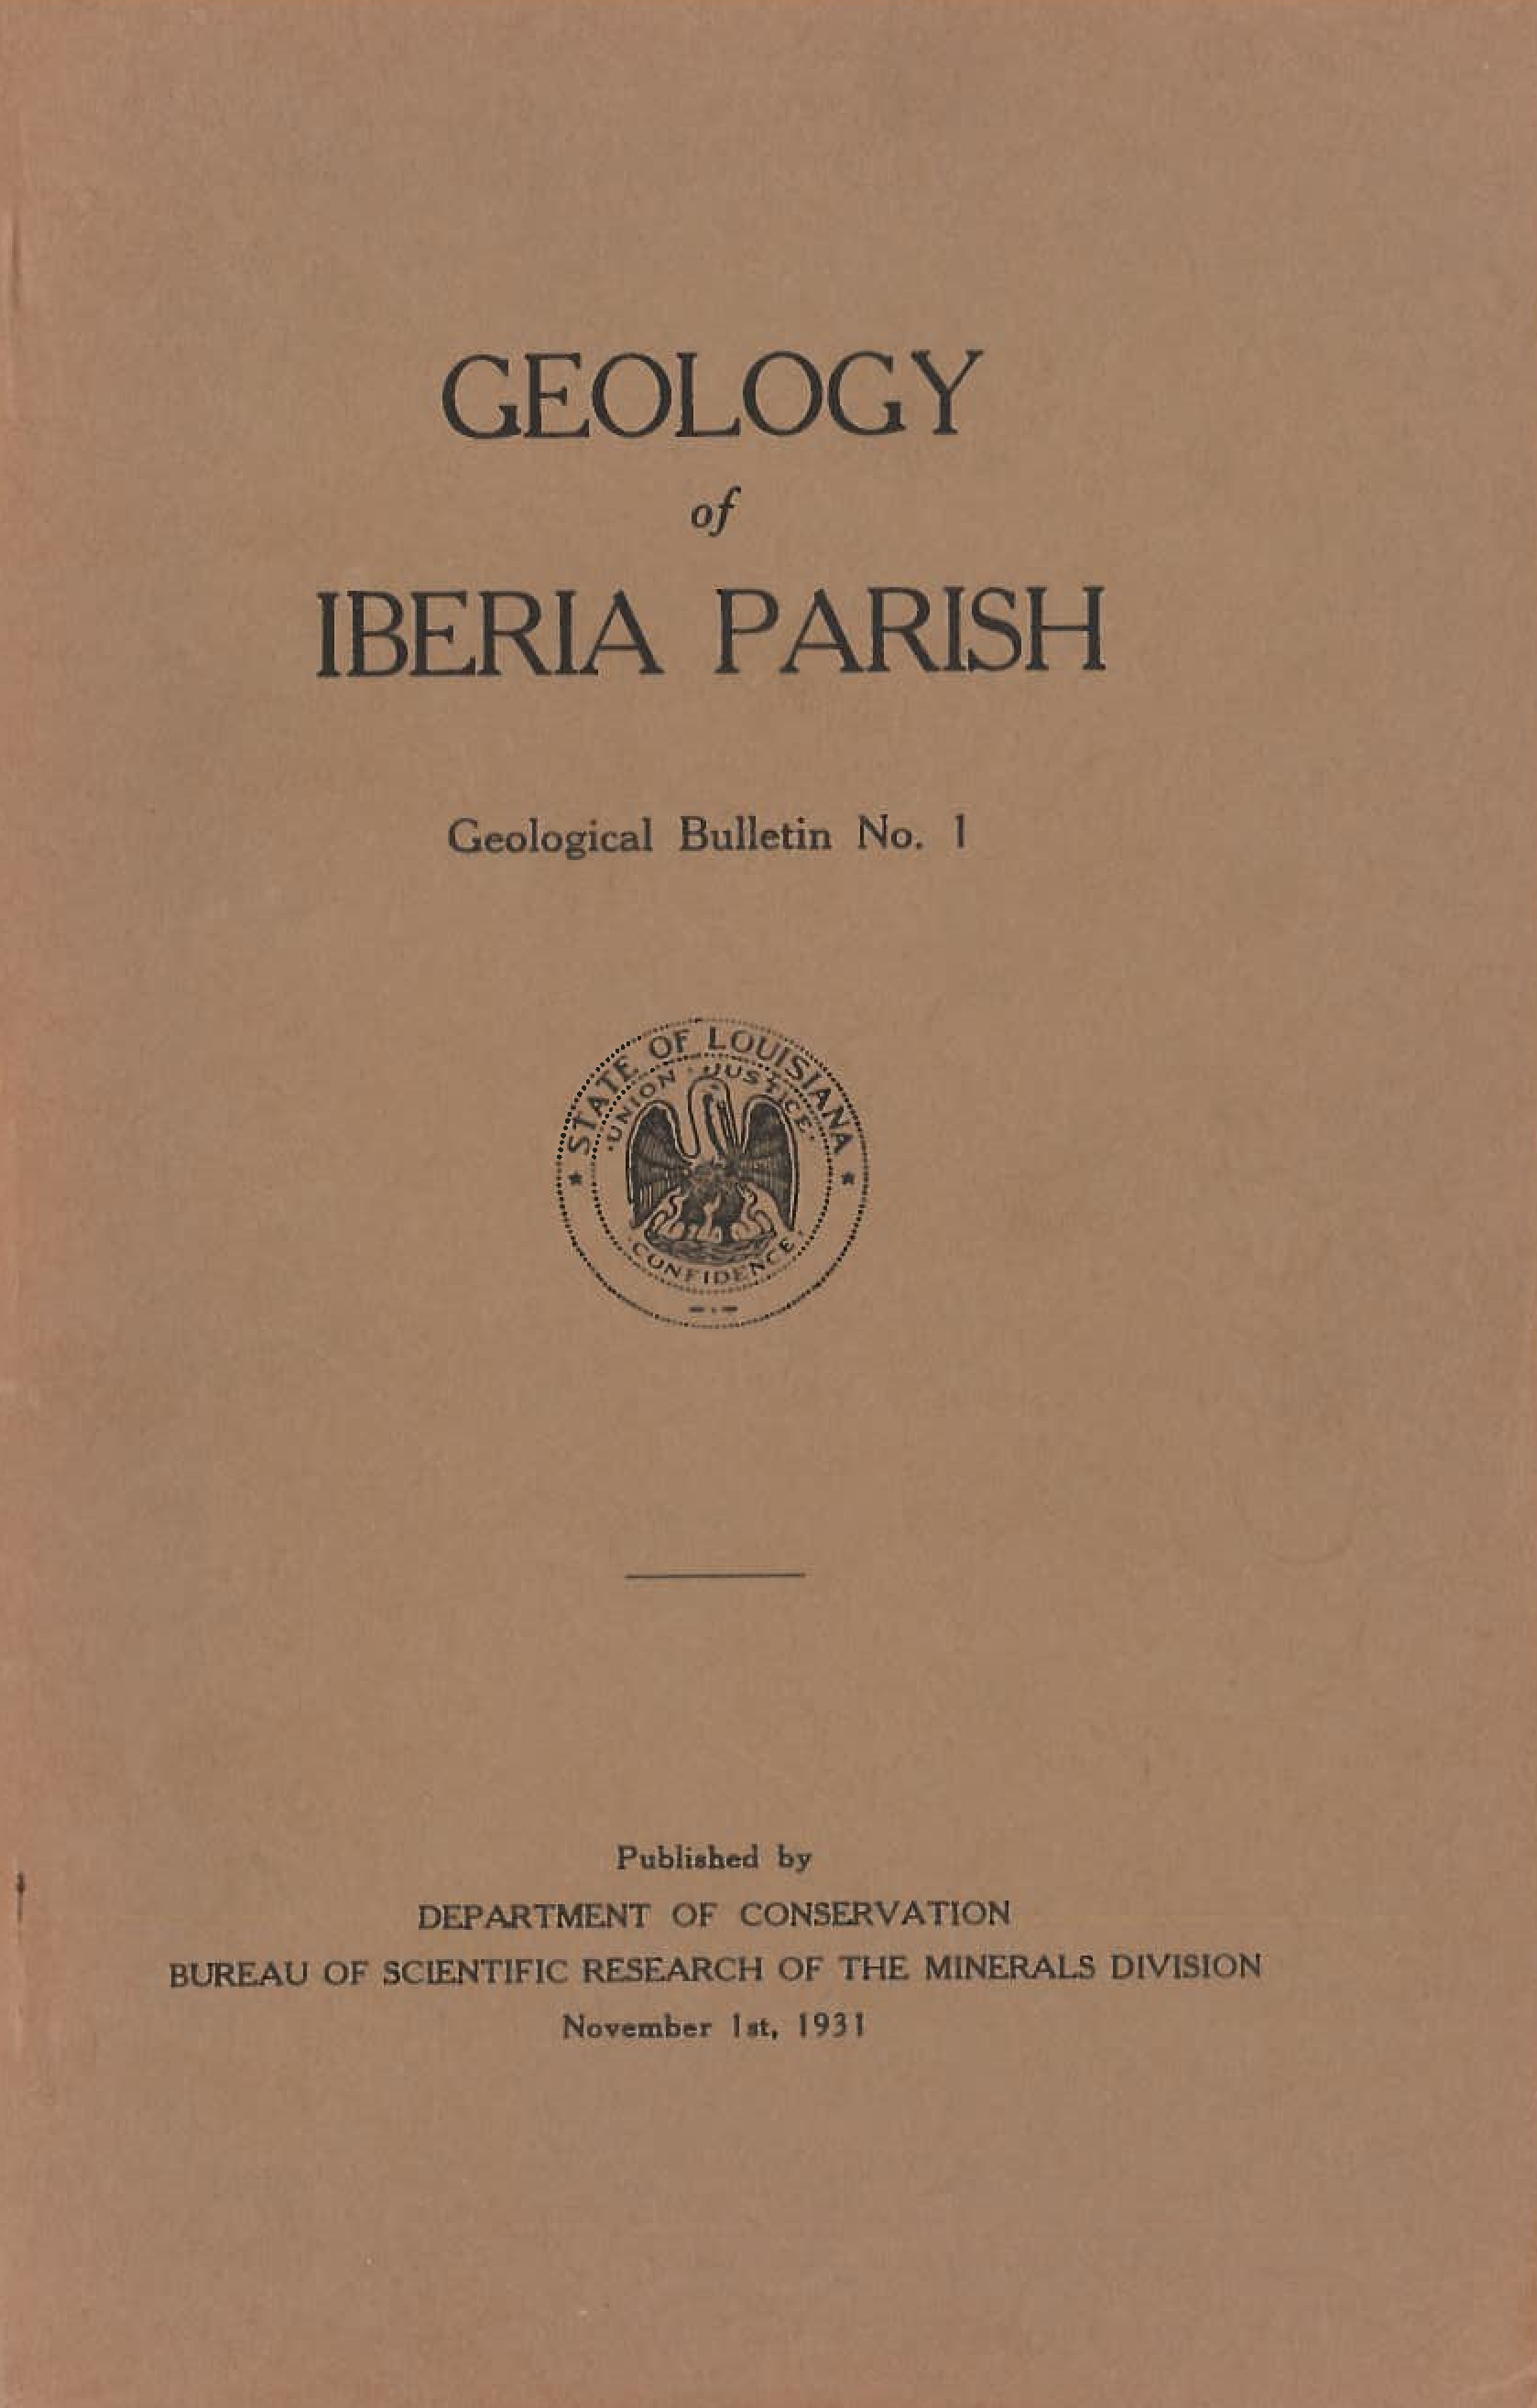 GEOLOGY
of
IBERIA PARISH
Geological Bulletin No. 1
STATE OF LOUISIANA
UNION · JUSTICE
CONFIDENCE
Published by
DEPARTMENT OF CONSERVATION
BUREAU OF SCIENTIFIC RESEARCH OF THE MINERALS DIVISION
November 1st, 1931